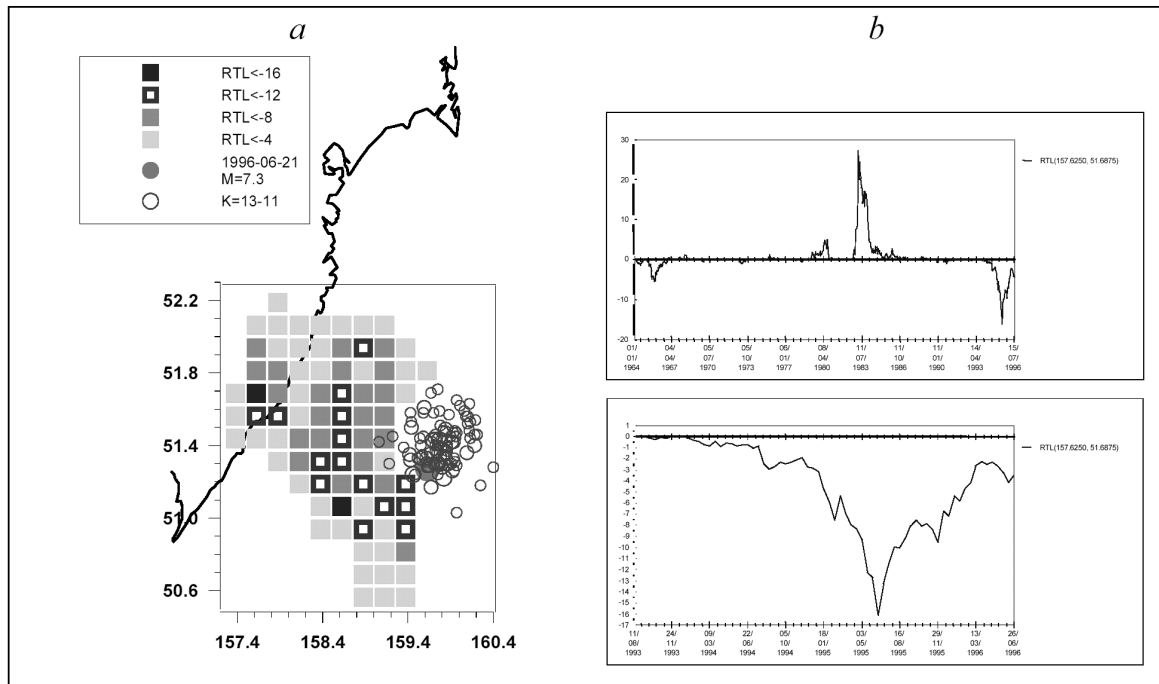 a
b
RTL<-16
RTL<-12
RTL<-8
RTL<-4
1996-06-21
M=7.3
K=13-11
52.2
51.8
51.4
51.0
50.6
157.4 158.4 159.4 160.4
30
20
10
0
-10
-20
RTL(157.6250, 51.6875)
01/ 04/ 05/ 05/ 06/ 08/ 11/ 11/ 11/ 14/ 15/
01/ 04/ 07/ 10/ 01/ 04/ 07/ 10/ 01/ 04/ 07/
1964 1967 1970 1973 1977 1980 1983 1986 1990 1993 1996
1
0
-1
-2
-3
-4
-5
-6
-7
-8
-9
-10
-11
-12
-13
-14
-15
-16
-17
RTL(157.6250, 51.6875)
11/ 24/ 09/ 22/ 05/ 18/ 03/ 16/ 29/ 13/ 26/
08/ 11/ 03/ 06/ 10/ 01/ 05/ 08/ 11/ 03/ 06/
1993 1993 1994 1994 1994 1995 1995 1995 1995 1996 1996